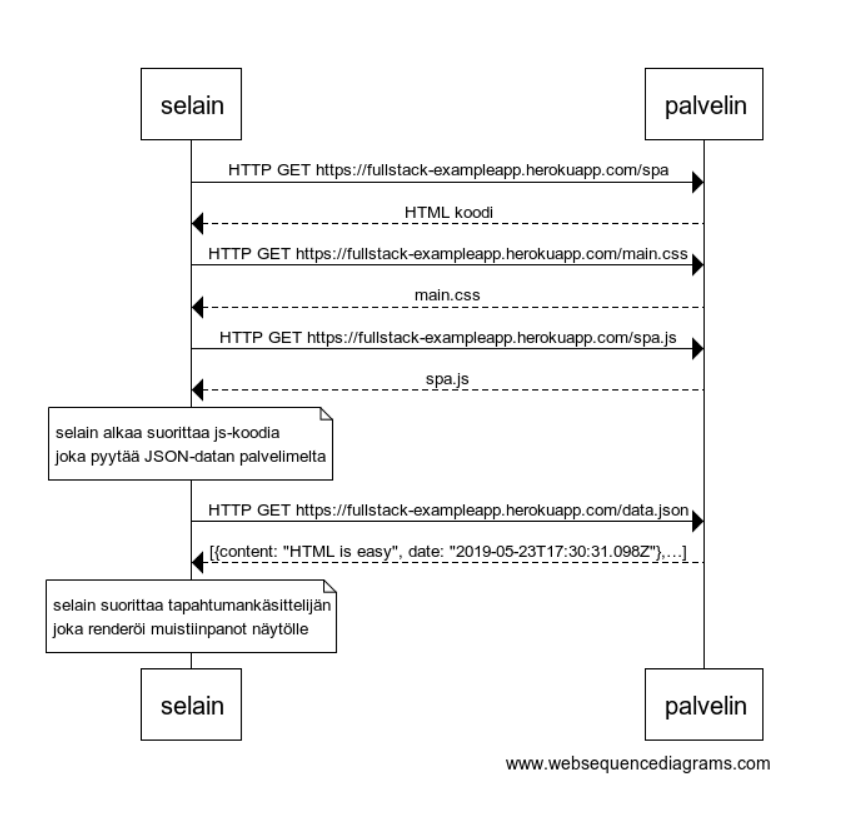 selain
palvelin
HTTP GET https://fullstack-exampleapp.herokuapp.com/spa
HTML koodi
HTTP GET https://fullstack-exampleapp.herokuapp.com/main.css
main.css
HTTP GET https://fullstack-exampleapp.herokuapp.com/spa.js
spa.js
selain alkaa suorittaa js-koodia
joka pyytää JSON-datan palvelimelta
HTTP GET https://fullstack-exampleapp.herokuapp.com/data.json
[{content: "HTML is easy", date: "2019-05-23T17:30:31.098Z"},...]
selain suorittaa tapahtumankäsittelijän
joka renderöi muistiinpanot näytölle
selain
palvelin
www.websequencediagrams.com